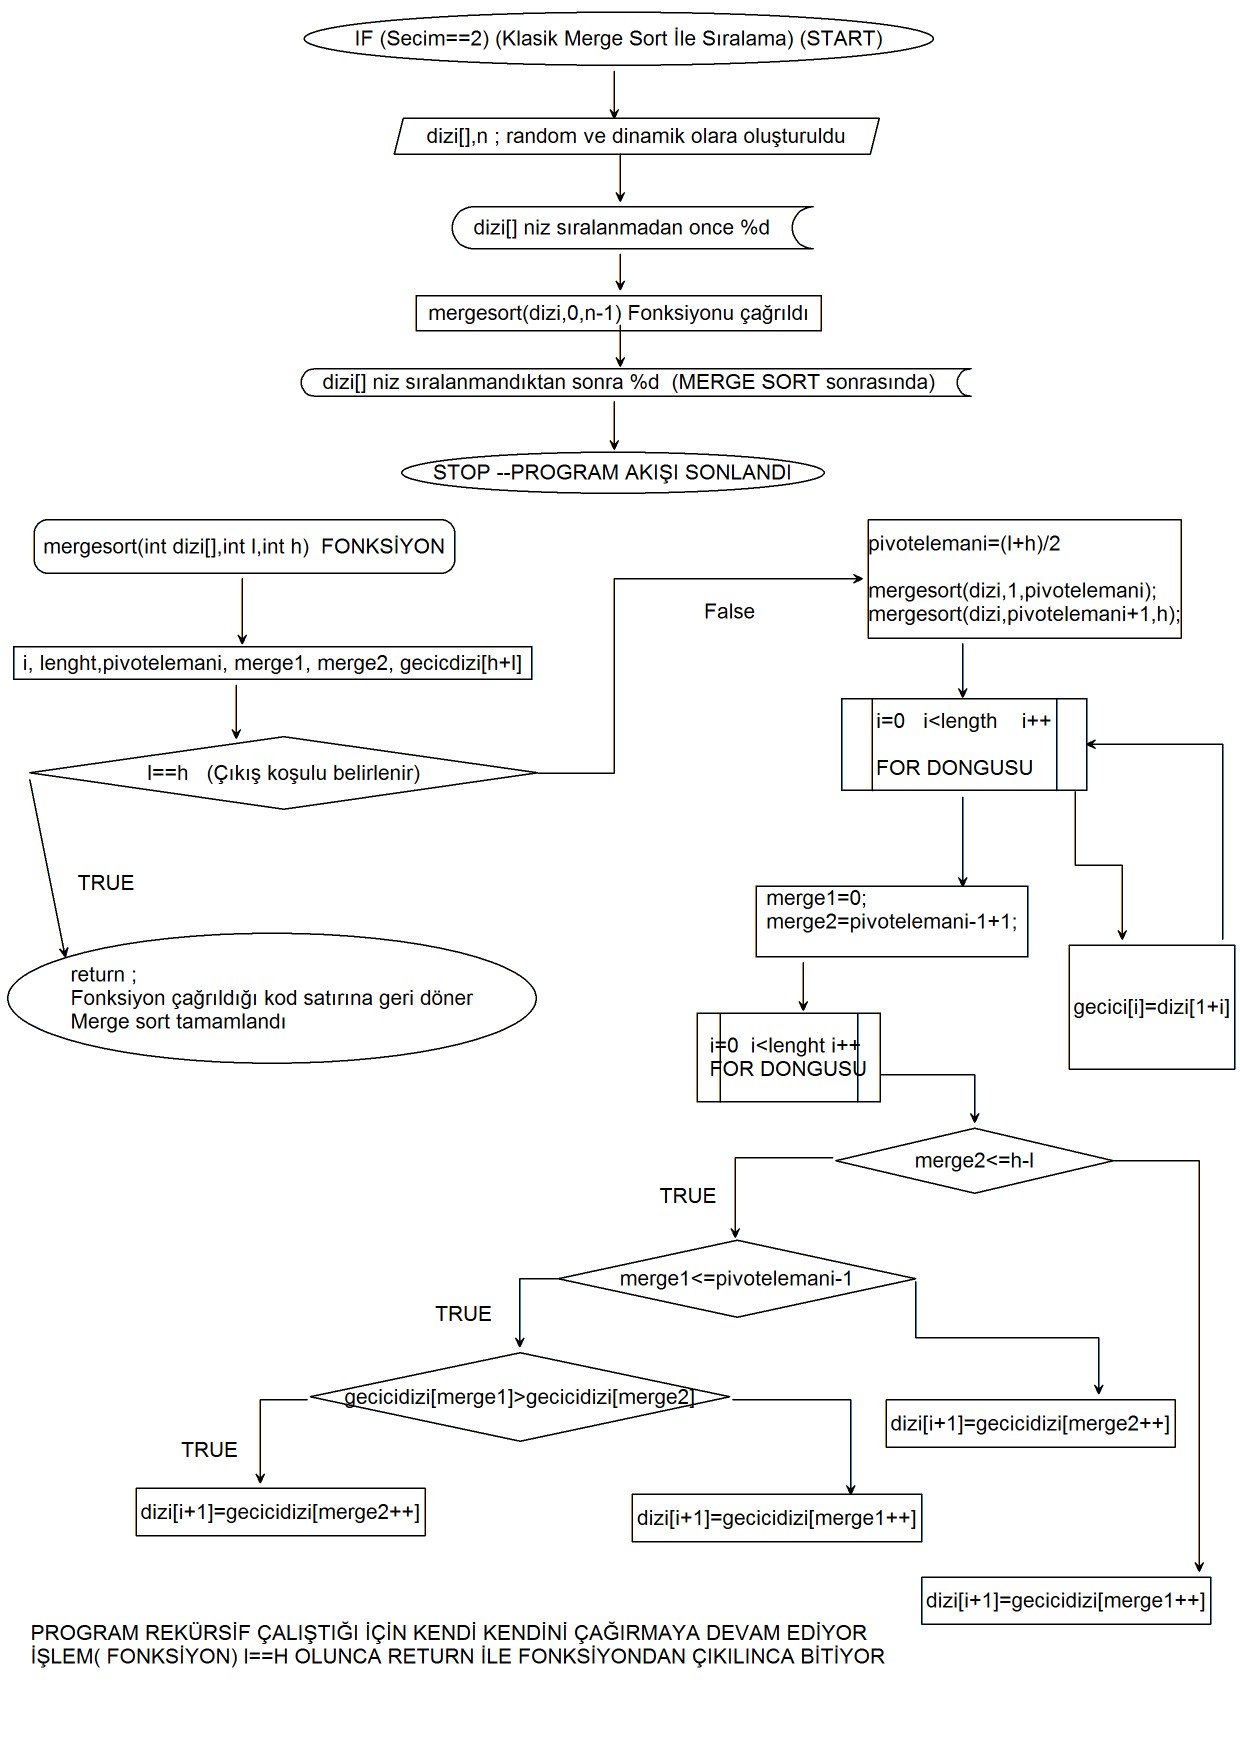 IF (Secim==2) (Klasik Merge Sort İle Sıralama) (START)
dizi[],n ; random ve dinamik olara oluşturuldu
dizi[] niz sıralanmadan once %d
mergesort(dizi,0,n-1) Fonksiyonu çağrıldı
dizi[] niz sıralanmandıktan sonra %d (MERGE SORT sonrasında)
STOP --PROGRAM AKIŞI SONLANDI
mergesort(int dizi[],int l,int h) FONKSİYON
i, lenght,pivotelemani, merge1, merge2, gecicdizi[h+l]
l==h (Çıkış koşulu belirlenir)
TRUE
return ;
Fonksiyon çağrıldığı kod satırına geri döner
Merge sort tamamlandı
False
pivotelemani=(l+h)/2
mergesort(dizi,1,pivotelemani);
mergesort(dizi,pivotelemani+1,h);
i=0 i<length i++
FOR DONGUSU
gecici[i]=dizi[1+i]
merge1=0;
merge2=pivotelemani-1+1;
i=0 i<lenght i++
FOR DONGUSU
merge2<=h-l
TRUE
merge1<=pivotelemani-1
TRUE
gecicidizi[merge1]>gecicidizi[merge2]
TRUE
dizi[i+1]=gecicidizi[merge2++]
dizi[i+1]=gecicidizi[merge1++]
dizi[i+1]=gecicidizi[merge2++]
dizi[i+1]=gecicidizi[merge1++]
PROGRAM REKÜRSİF ÇALIŞTIĞI İÇİN KENDİ KENDİNİ ÇAĞIRMAYA DEVAM EDİYOR
İŞLEM( FONKSİYON) l==H OLUNCA RETURN İLE FONKSİYONDAN ÇIKILINCA BİTİYOR